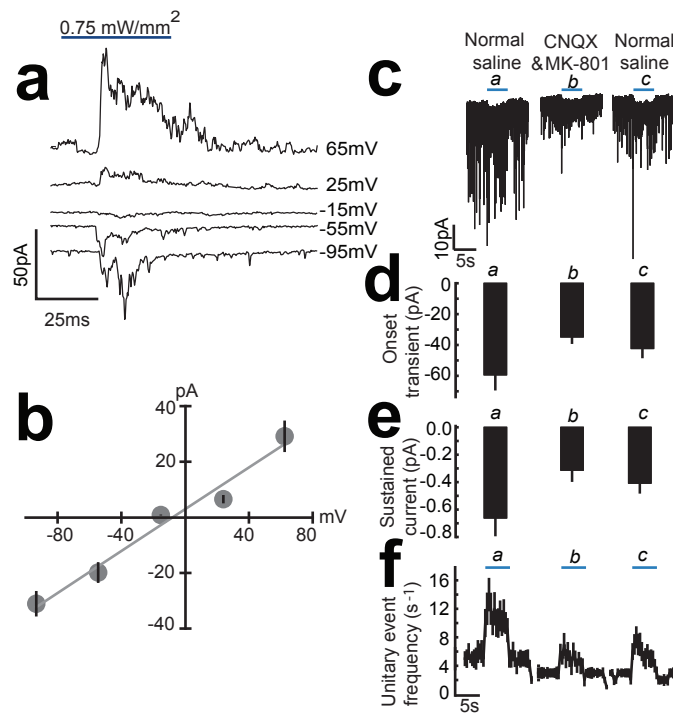 0.75 mW/mm²
a
65mV
25mV
-15mV
-55mV
-95mV
50pA
25ms
b
pA
40
20
-20
-40
mV
-80
-40
0
40
80
c
Normal saline
CNQX & MK-801
Normal saline
a
b
c
10pA
5s
d
Onset transient (pA)
0
-20
-40
-60
a
b
c
e
Sustained current (pA)
0.0
-0.2
-0.4
-0.6
-0.8
a
b
c
f
Unitary event frequency (s⁻¹)
16
12
8
4
0
a
b
c
5s